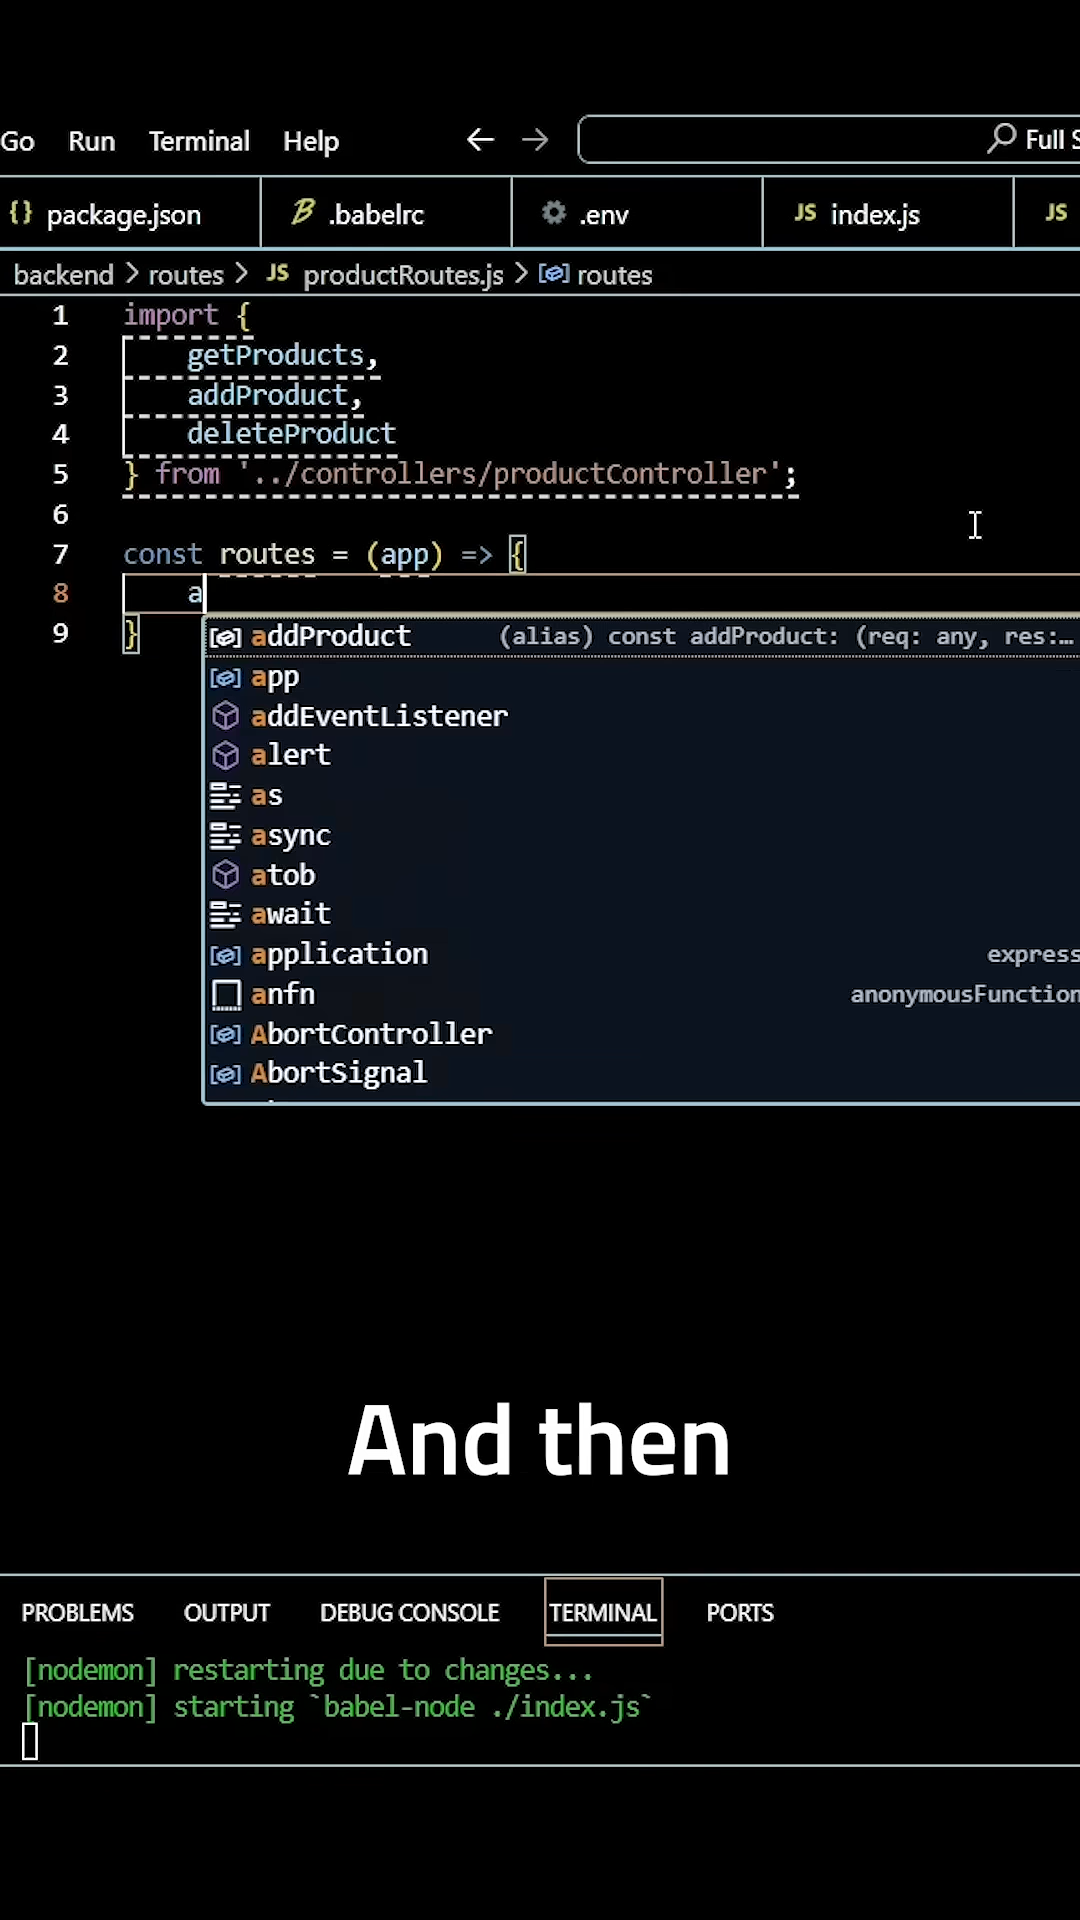 Go Run Terminal Help ← → Full S
{} package.json .babelrc .env JS index.js JS
backend > routes > JS productRoutes.js > routes
1 import {
2 getProducts,
3 addProduct,
4 deleteProduct
5 } from '../controllers/productController';
6
7 const routes = (app) => {
8 a
9 }
addProduct (alias) const addProduct: (req: any, res:…
app
addEventListener
alert
as
async
atob
await
application express
anfn anonymousFunction
AbortController
AbortSignal
And then
PROBLEMS OUTPUT DEBUG CONSOLE TERMINAL PORTS
[nodemon] restarting due to changes...
[nodemon] starting `babel-node ./index.js`